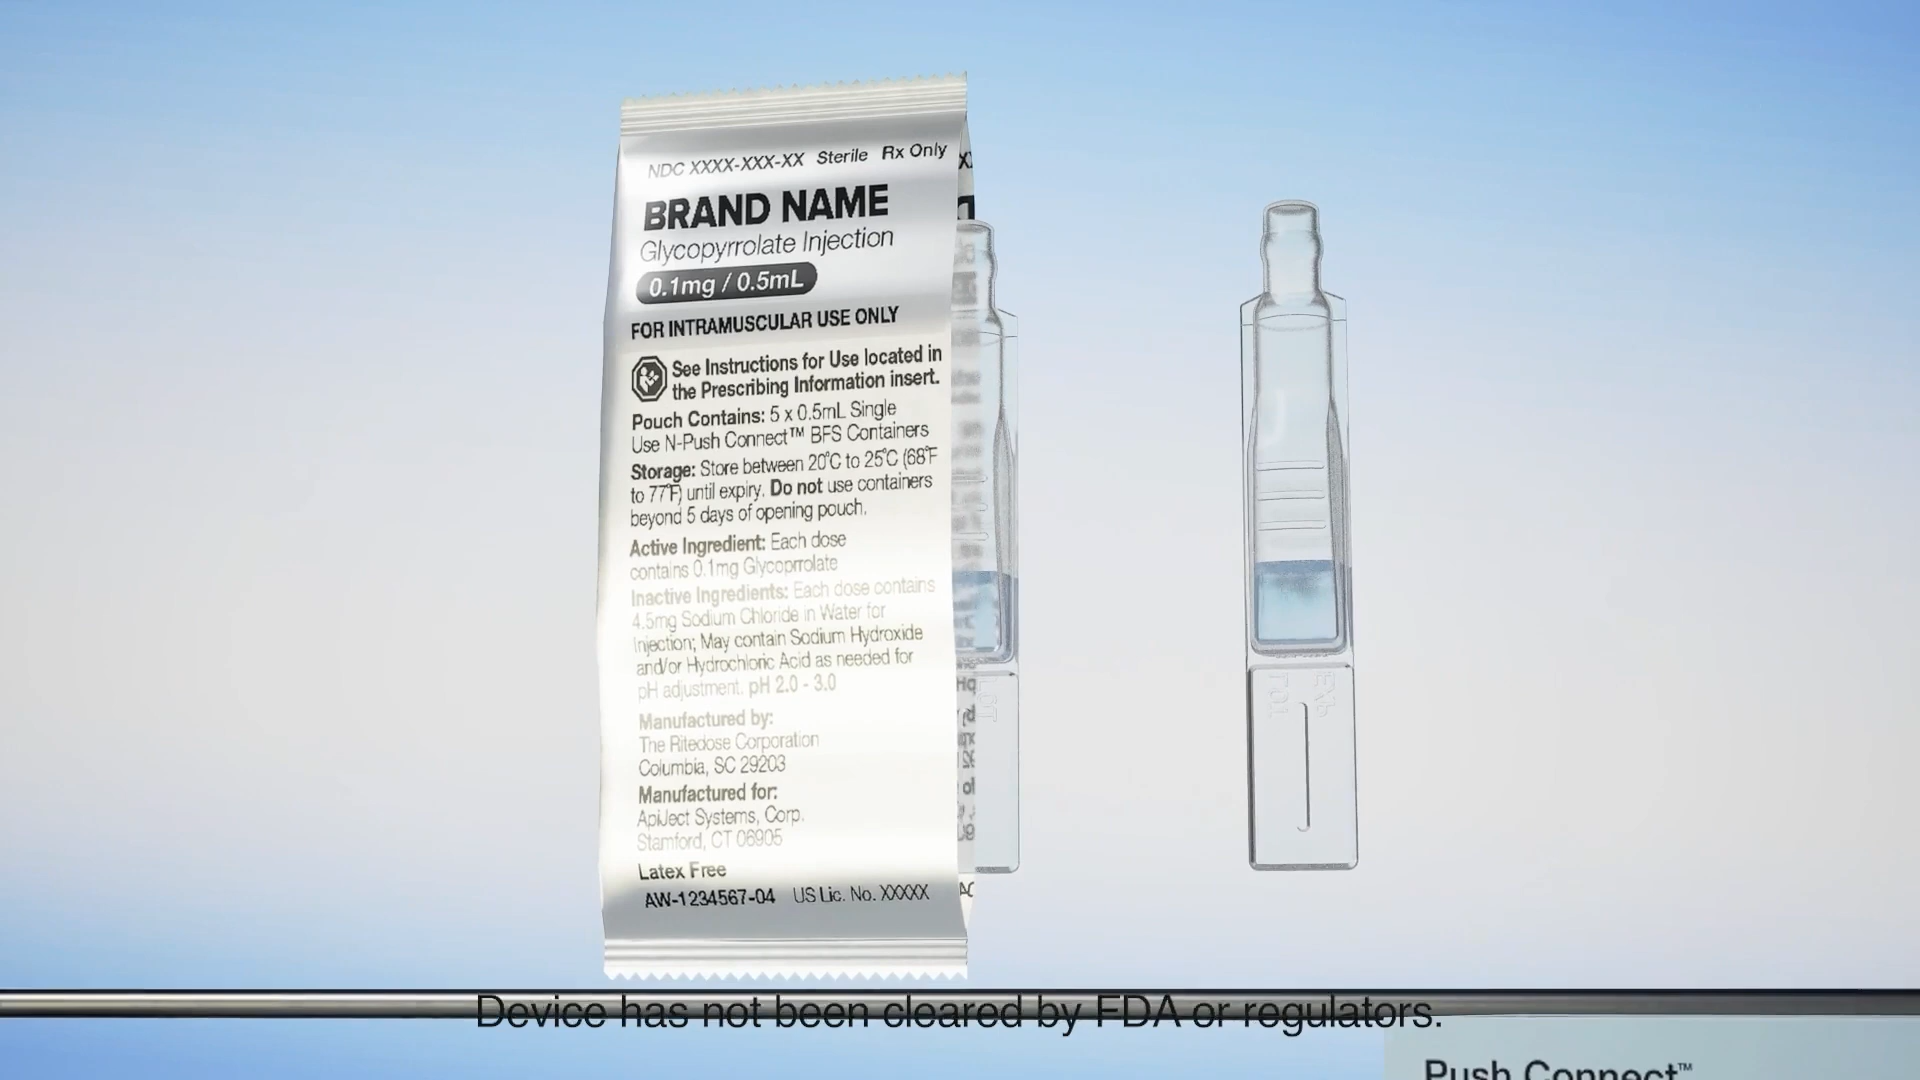 NDC XXXX-XXX-XX Sterile Rx Only
BRAND NAME
Glycopyrrolate Injection
0.1mg / 0.5mL
FOR INTRAMUSCULAR USE ONLY
See Instructions for Use located in
the Prescribing Information insert.
Pouch Contains: 5 x 0.5mL Single
Use N-Push Connect™ BFS Containers
Storage: Store between 20°C to 25°C (68°F
to 77°F) until expiry. Do not use containers
beyond 5 days of opening pouch.
Active Ingredient: Each dose
contains 0.1mg Glycoprrolate
Inactive Ingredients: Each dose contains
4.5mg Sodium Chloride in Water for
Injection; May contain Sodium Hydroxide
and/or Hydrochloric Acid as needed for
pH adjustment. pH 2.0 - 3.0
Manufactured by:
The Ritedose Corporation
Columbia, SC 29203
Manufactured for:
ApiJect Systems, Corp.
Stamford, CT 06905
Latex Free
AW-1234567-04 US Lic. No. XXXXX
LOT
EXP
LOT
Device has not been cleared by FDA or regulators.
Push Connect™